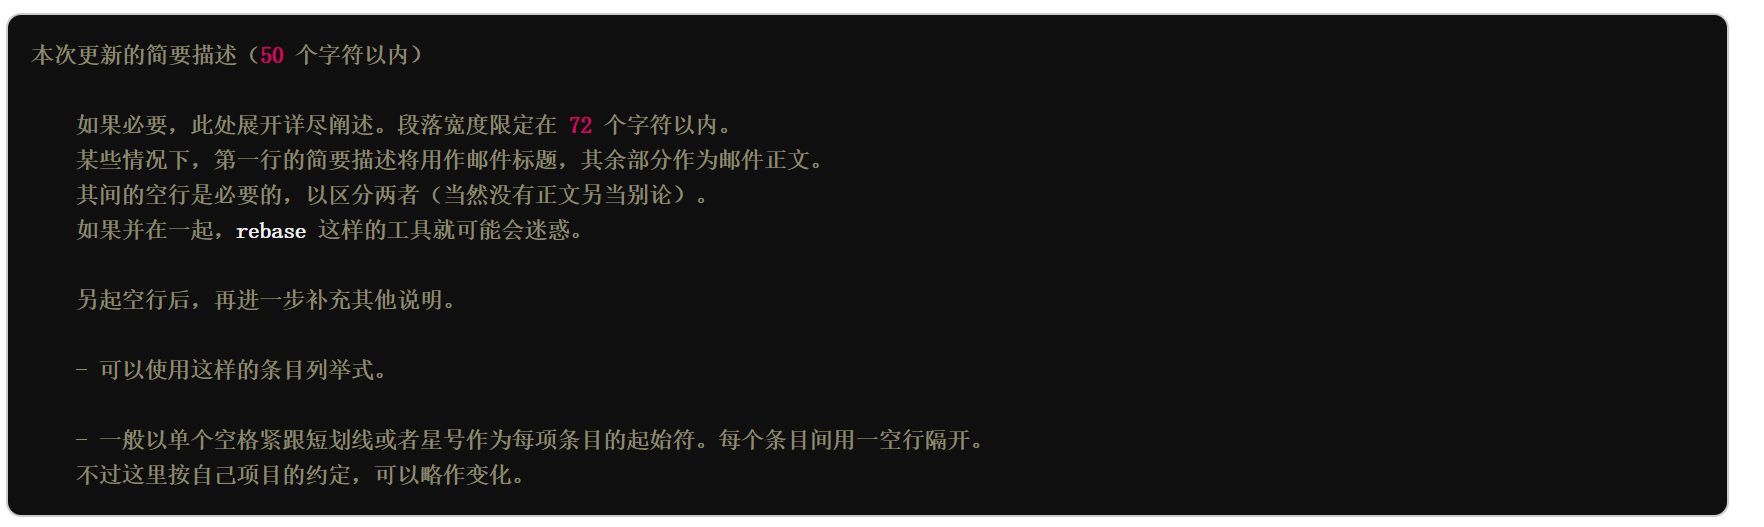 本次更新的简要描述（50 个字符以内）
如果必要，此处展开详尽阐述。段落宽度限定在 72 个字符以内。
某些情况下，第一行的简要描述将用作邮件标题，其余部分作为邮件正文。
其间的空行是必要的，以区分两者（当然没有正文另当别论）。
如果并在一起，rebase 这样的工具就可能会迷惑。
另起空行后，再进一步补充其他说明。
- 可以使用这样的条目列举式。
- 一般以单个空格紧跟短划线或者星号作为每项条目的起始符。每个条目间用一空行隔开。
不过这里按自己项目的约定，可以略作变化。